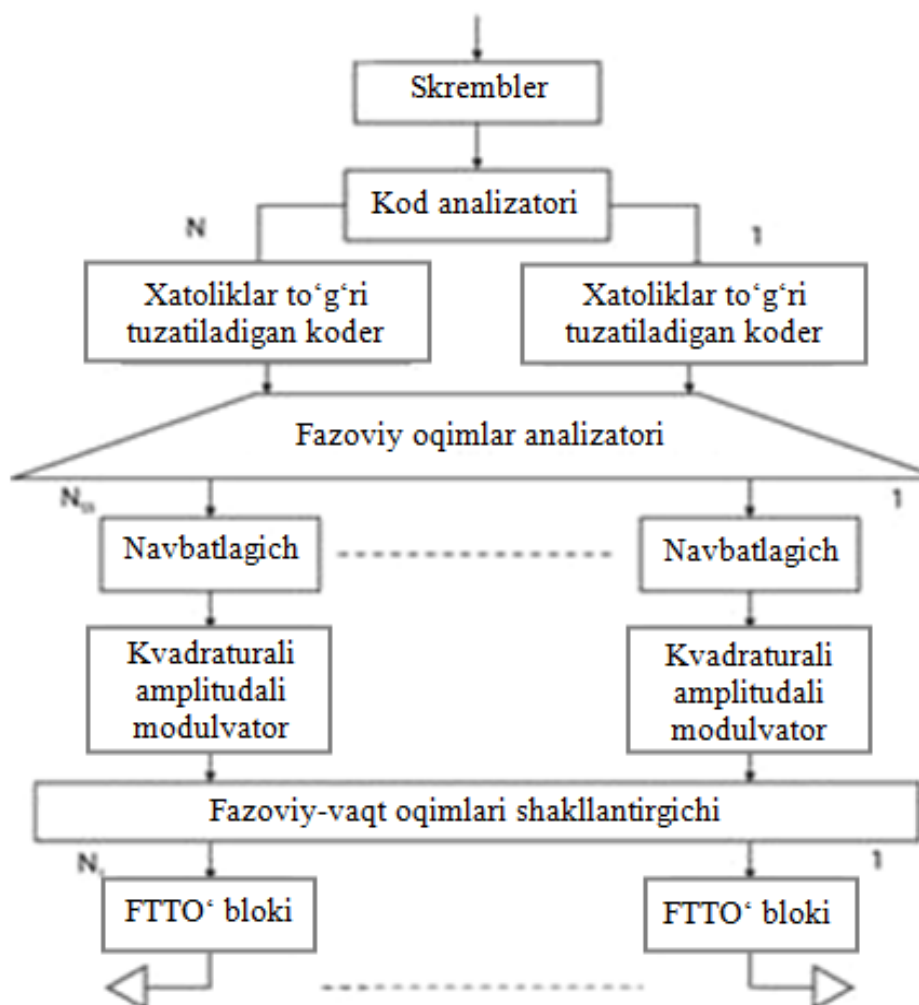 Skrembler
Kod analizatori
N
1
Xatoliklar to‘g‘ri
tuzatiladigan koder
Xatoliklar to‘g‘ri
tuzatiladigan koder
Fazoviy oqimlar analizatori
1
Navbatlagich
Navbatlagich
Kvadraturali
amplitudali
modulvator
Kvadraturali
amplitudali
modulvator
Fazoviy-vaqt oqimlari shakllantirgichi
1
FTTO‘ bloki
FTTO‘ bloki